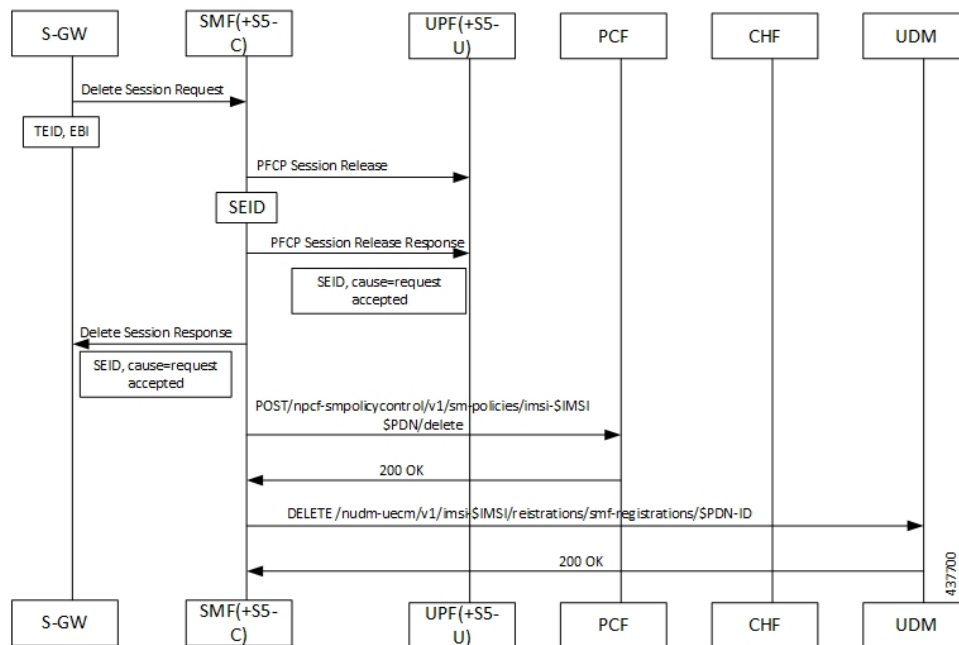 S-GW
SMF(+S5-
C)
UPF(+S5-
U)
PCF
CHF
UDM
Delete Session Request
TEID, EBI
PFCP Session Release
SEID
PFCP Session Release Response
SEID, cause=request
accepted
Delete Session Response
SEID, cause=request
accepted
POST/npcf-smpolicycontrol/v1/sm-policies/imsi-$IMSI
$PDN/delete
200 OK
DELETE /nudm-uecm/v1/imsi-$IMSI/reistrations/smf-registrations/$PDN-ID
200 OK
437700
S-GW
SMF(+S5-
C)
UPF(+S5-
U)
PCF
CHF
UDM